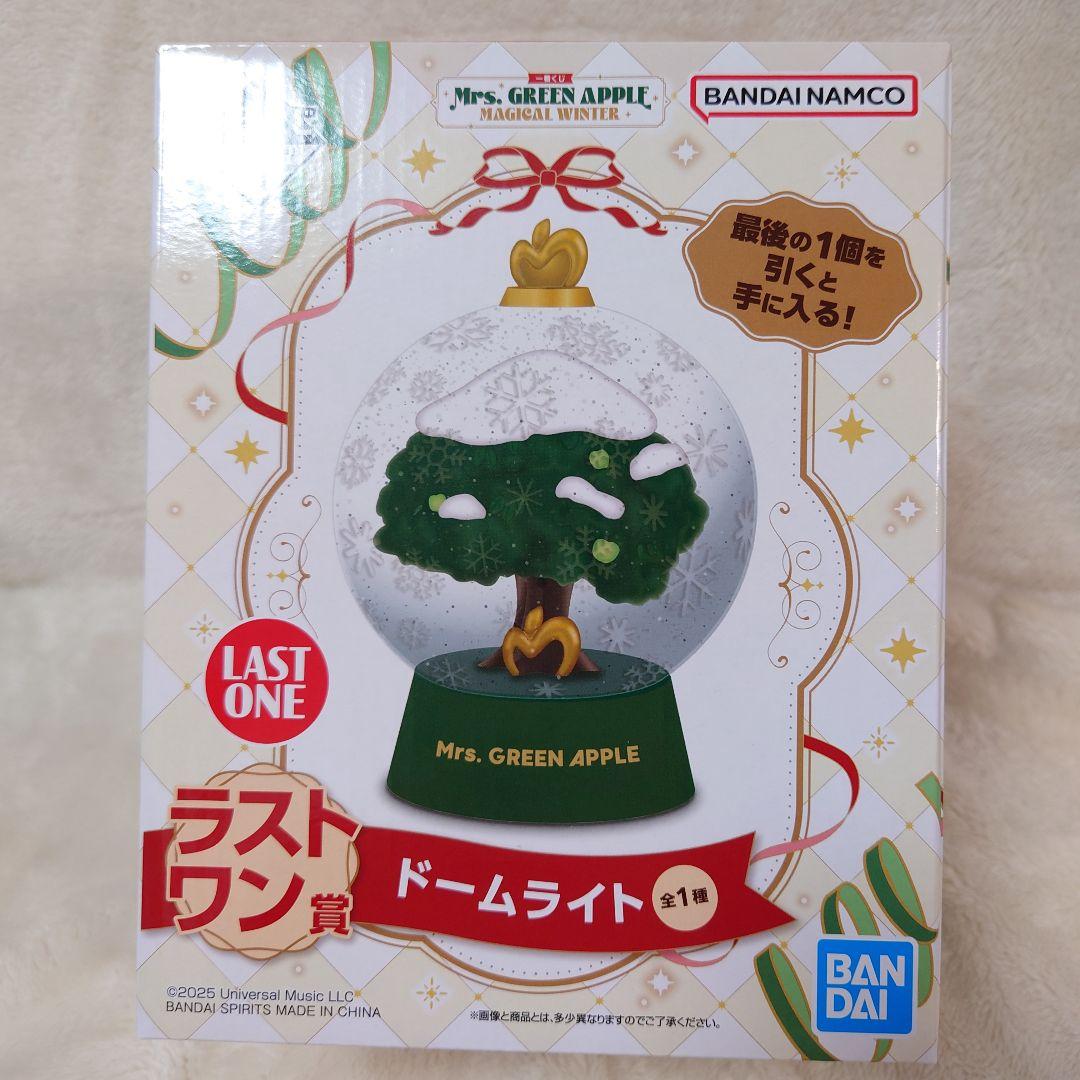 一番くじ
Mrs. GREEN APPLE
MAGICAL WINTER
BANDAI NAMCO
最後の1個を
引くと
手に入る!
LAST
ONE
Mrs. GREEN APPLE
ラスト
ワン賞
ドームライト
全1種
BAN
DAI
©2025 Universal Music LLC
BANDAI SPIRITS MADE IN CHINA
※画像と商品とは、多少異なりますのでご了承ください。